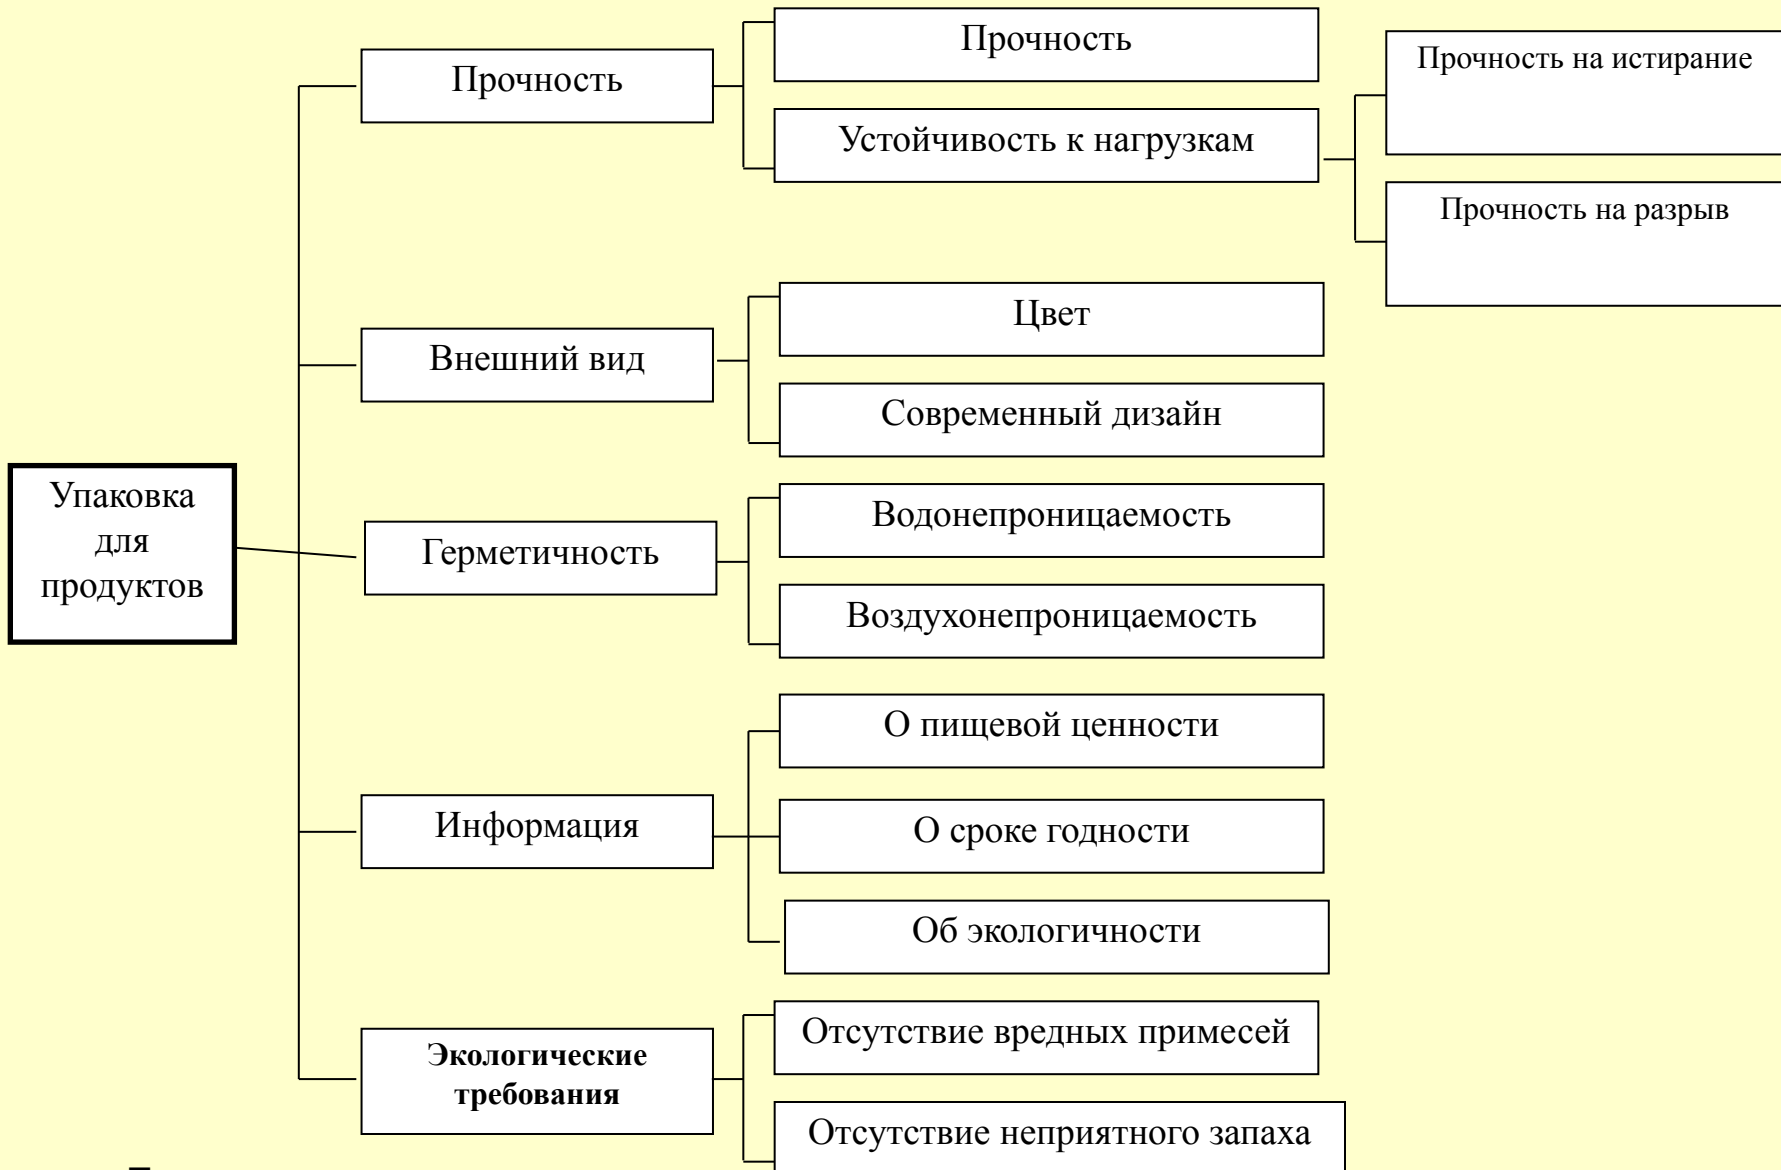 Упаковка
для
продуктов
Прочность
Прочность
Устойчивость к нагрузкам
Прочность на истирание
Прочность на разрыв
Внешний вид
Цвет
Современный дизайн
Герметичность
Водонепроницаемость
Воздухонепроницаемость
Информация
О пищевой ценности
О сроке годности
Об экологичности
Экологические
требования
Отсутствие вредных примесей
Отсутствие неприятного запаха